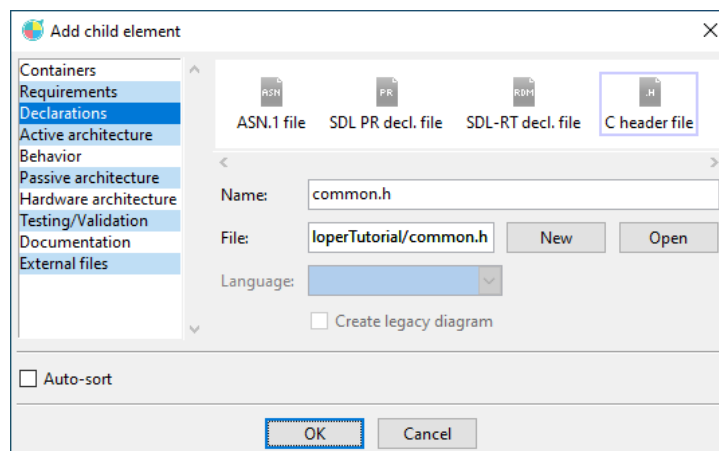 Add child element
Containers
Requirements
Declarations
Active architecture
Behavior
Passive architecture
Hardware architecture
Testing/Validation
Documentation
External files
ASN
PR
RDM
.H
ASN.1 file
SDL PR decl. file
SDL-RT decl. file
C header file
Name:
common.h
File:
loperTutorial/common.h
New
Open
Language:
Create legacy diagram
Auto-sort
OK
Cancel